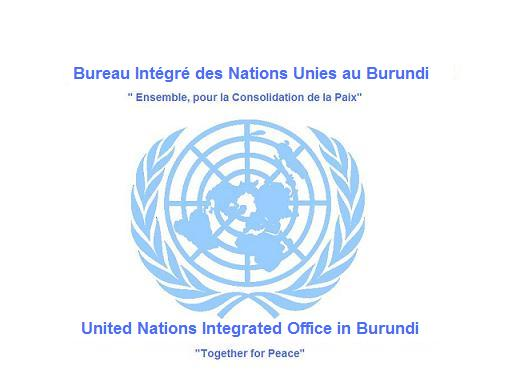 Bureau Intégré des Nations Unies au Burundi
" Ensemble, pour la Consolidation de la Paix"
United Nations Integrated Office in Burundi
"Together for Peace"